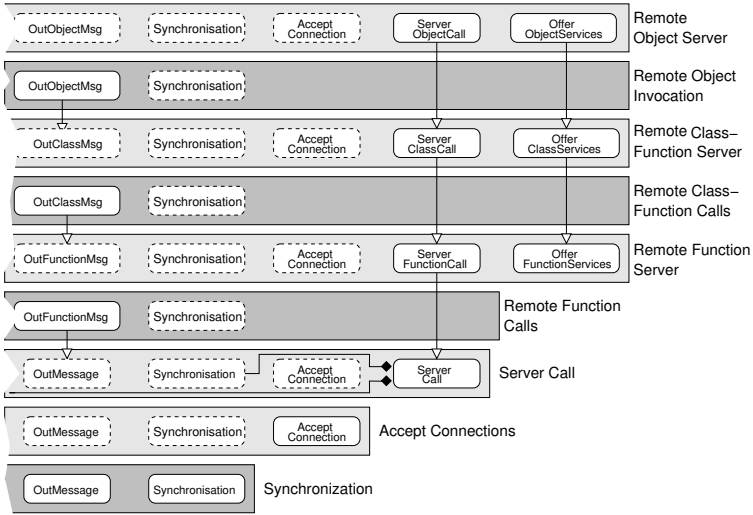 OutObjectMsg Synchronisation Accept Connection Server ObjectCall Offer ObjectServices Remote Object Server
OutObjectMsg Synchronisation Remote Object Invocation
OutClassMsg Synchronisation Accept Connection Server ClassCall Offer ClassServices Remote Class–Function Server
OutClassMsg Synchronisation Remote Class–Function Calls
OutFunctionMsg Synchronisation Accept Connection Server FunctionCall Offer FunctionServices Remote Function Server
OutFunctionMsg Synchronisation Remote Function Calls
OutMessage Synchronisation Accept Connection Server Call Server Call
OutMessage Synchronisation Accept Connection Accept Connections
OutMessage Synchronisation Synchronization